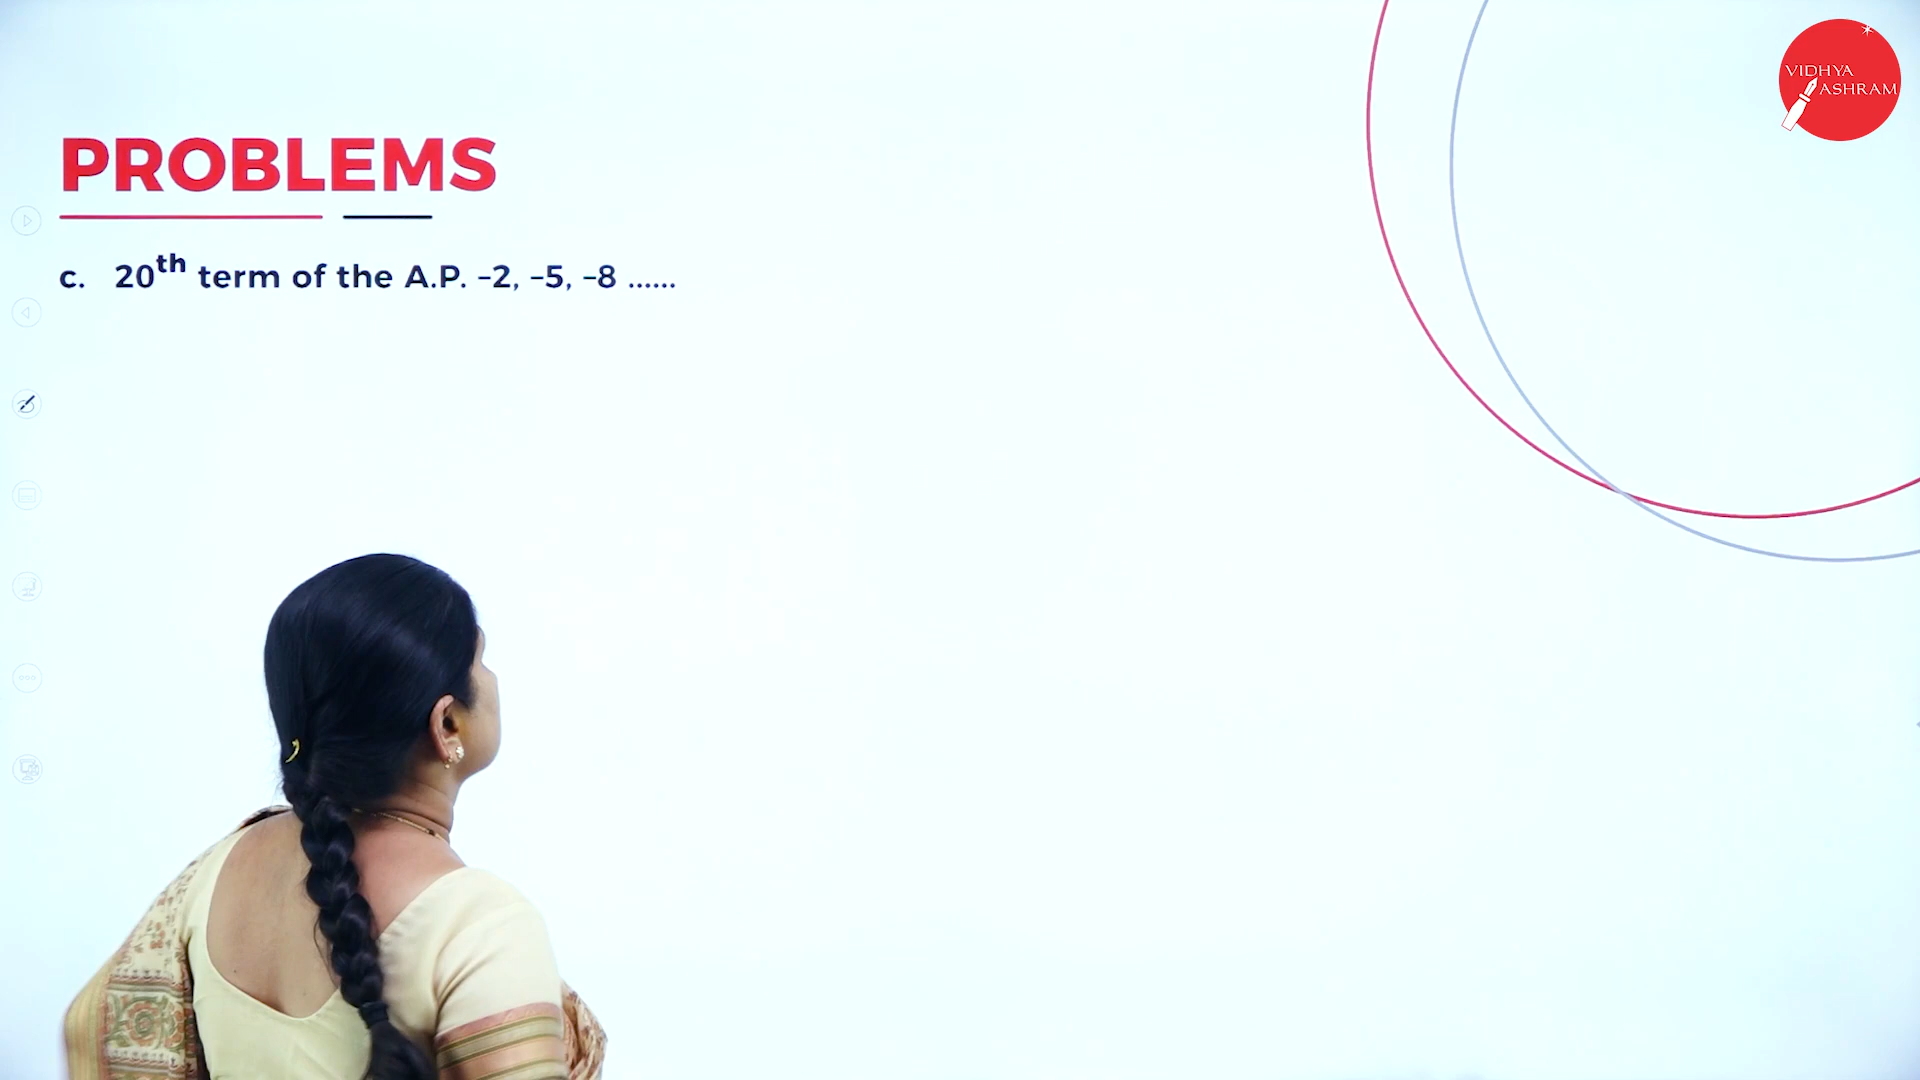 VIDHYA
ASHRAM
PROBLEMS
c. 20th term of the A.P. –2, –5, –8 ......